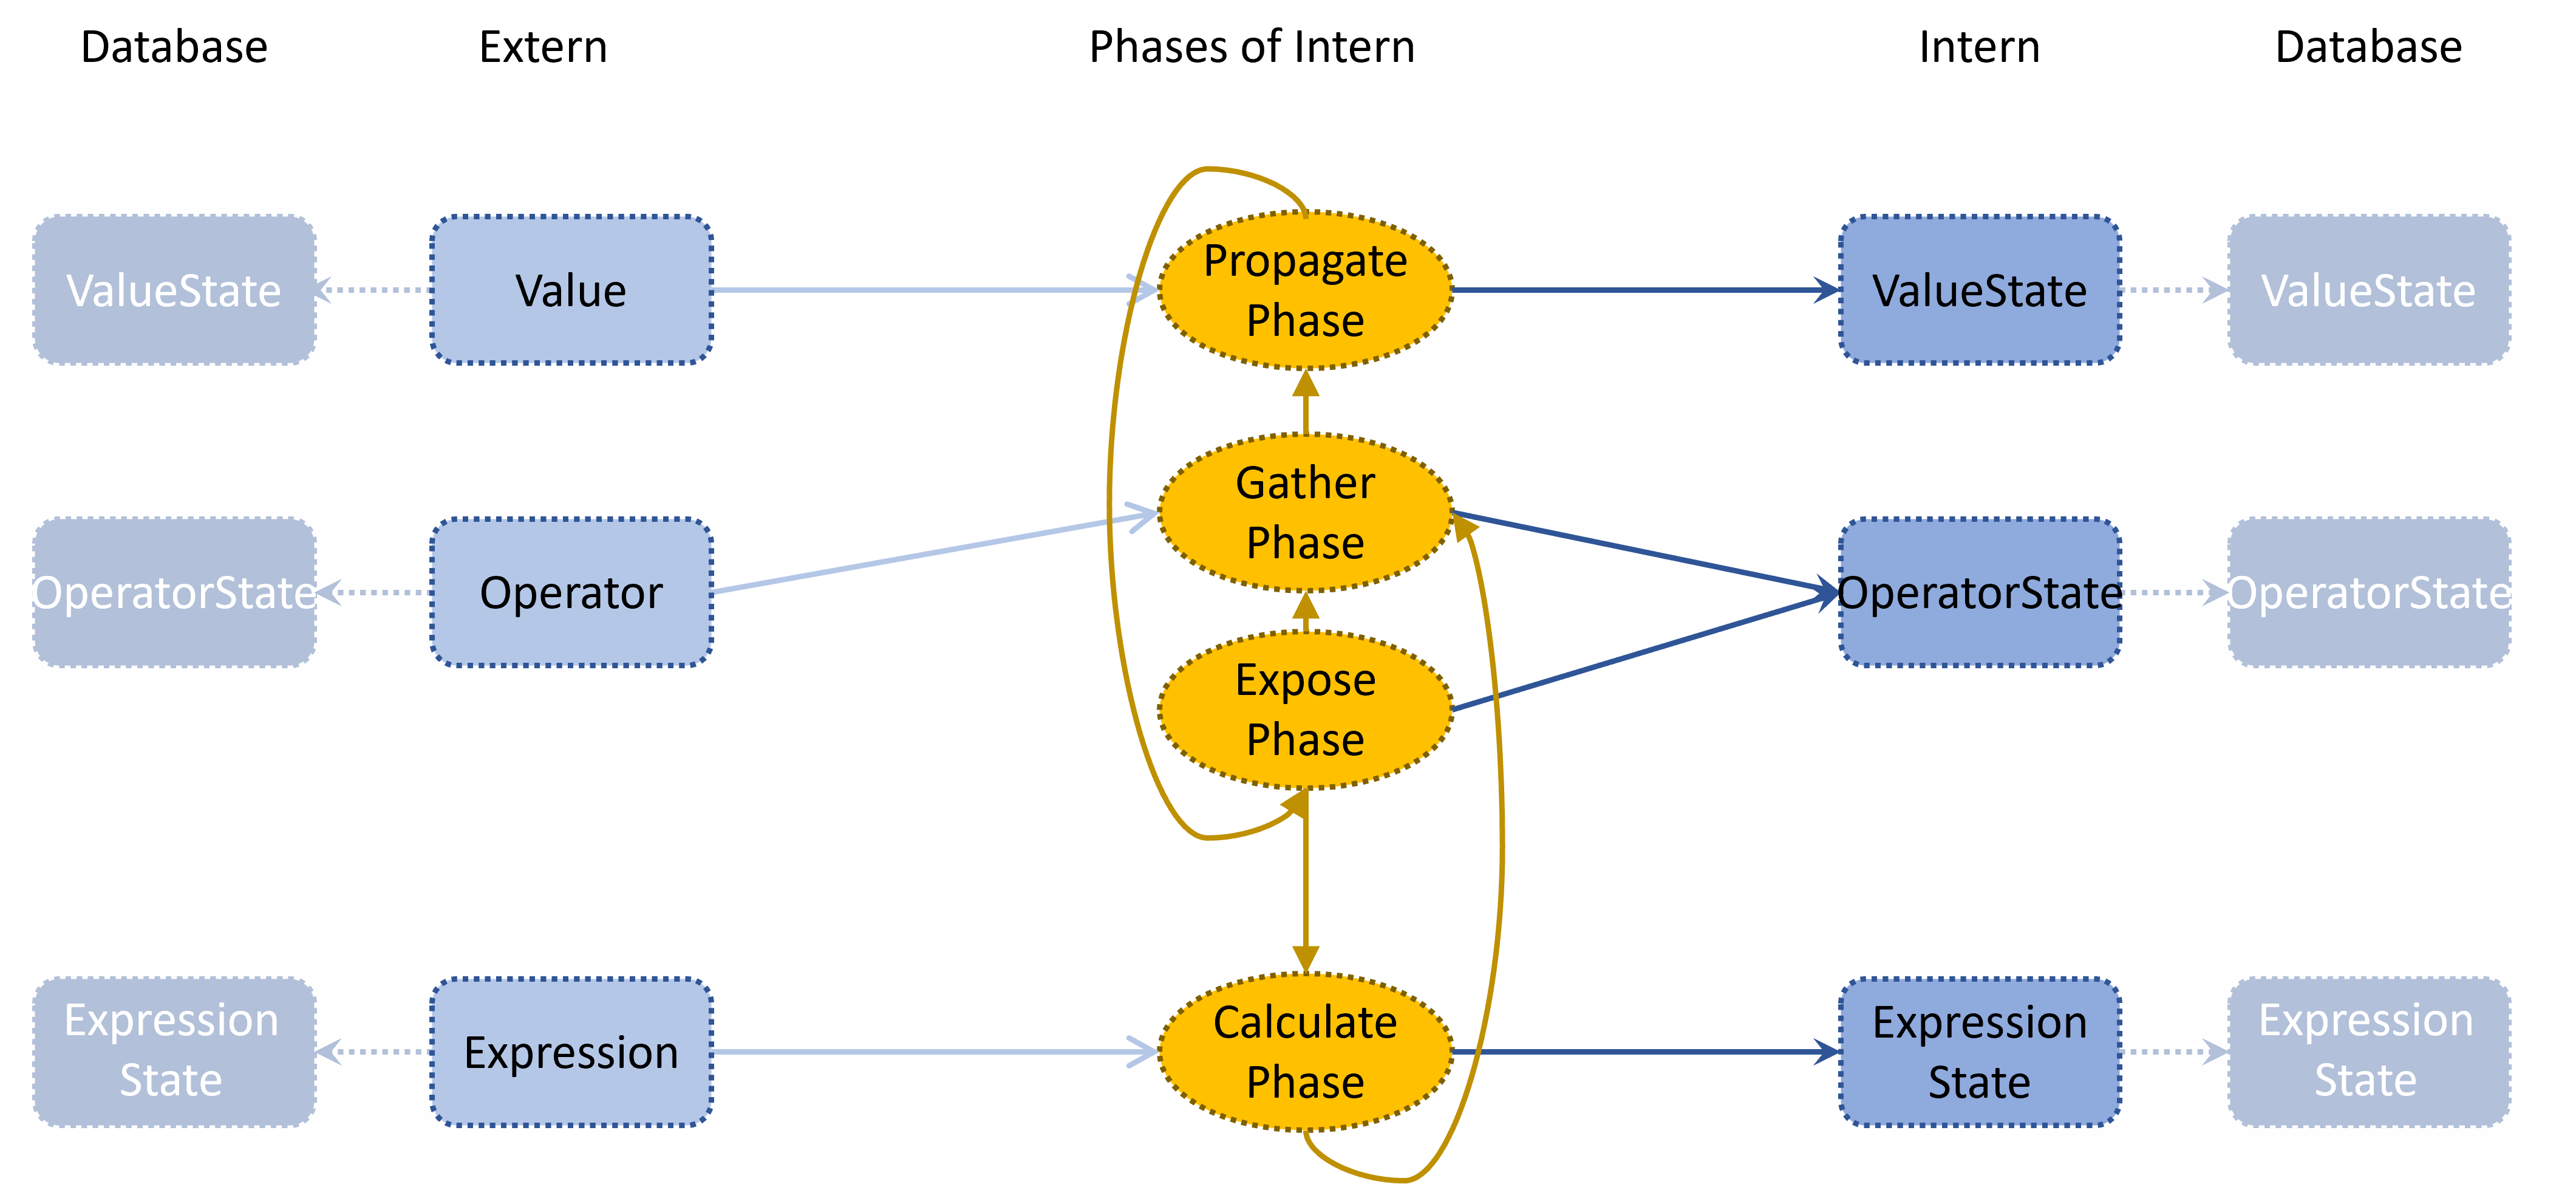 Database
Extern
Phases of Intern
Intern
Database
ValueState
Value
Propagate
Phase
ValueState
ValueState
OperatorState
Operator
Gather
Phase
OperatorState
OperatorState
Expose
Phase
Expression
State
Expression
Calculate
Phase
Expression
State
Expression
State